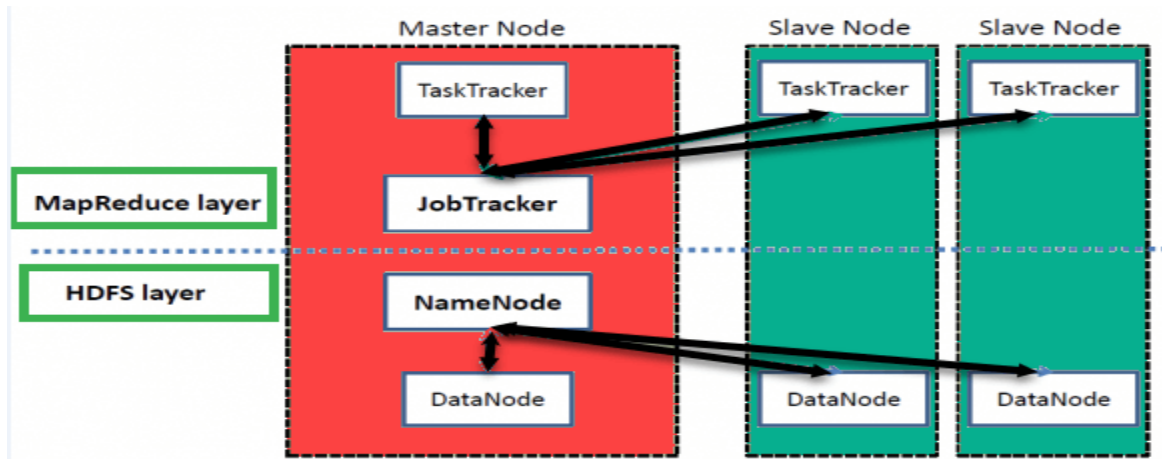 Master Node
Slave Node
Slave Node
TaskTracker
TaskTracker
TaskTracker
MapReduce layer
JobTracker
HDFS layer
NameNode
DataNode
DataNode
DataNode